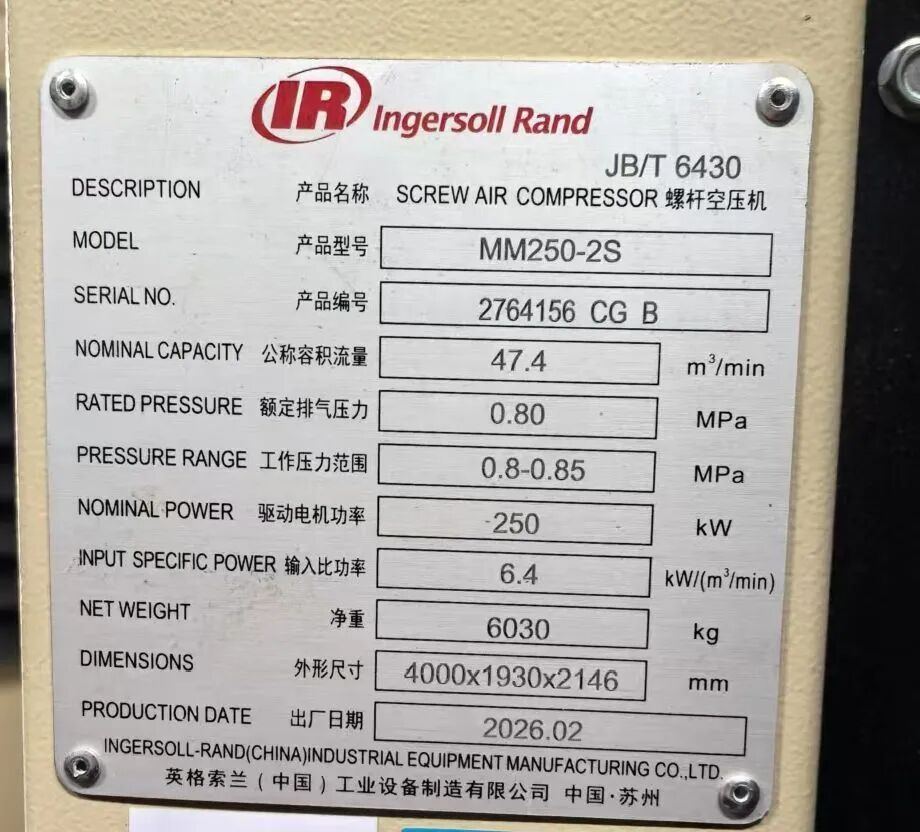 IR Ingersoll Rand
JB/T 6430
DESCRIPTION 产品名称 SCREW AIR COMPRESSOR 螺杆空压机
MODEL 产品型号 MM250-2S
SERIAL NO. 产品编号 2764156 CG B
NOMINAL CAPACITY 公称容积流量 47.4 m³/min
RATED PRESSURE 额定排气压力 0.80 MPa
PRESSURE RANGE 工作压力范围 0.8-0.85 MPa
NOMINAL POWER 驱动电机功率 250 kW
INPUT SPECIFIC POWER 输入比功率 6.4 kW/(m³/min)
NET WEIGHT 净重 6030 kg
DIMENSIONS 外形尺寸 4000x1930x2146 mm
PRODUCTION DATE 出厂日期 2026.02
INGERSOLL-RAND(CHINA)INDUSTRIAL EQUIPMENT MANUFACTURING CO.,LTD.
英格索兰（中国）工业设备制造有限公司 中国·苏州